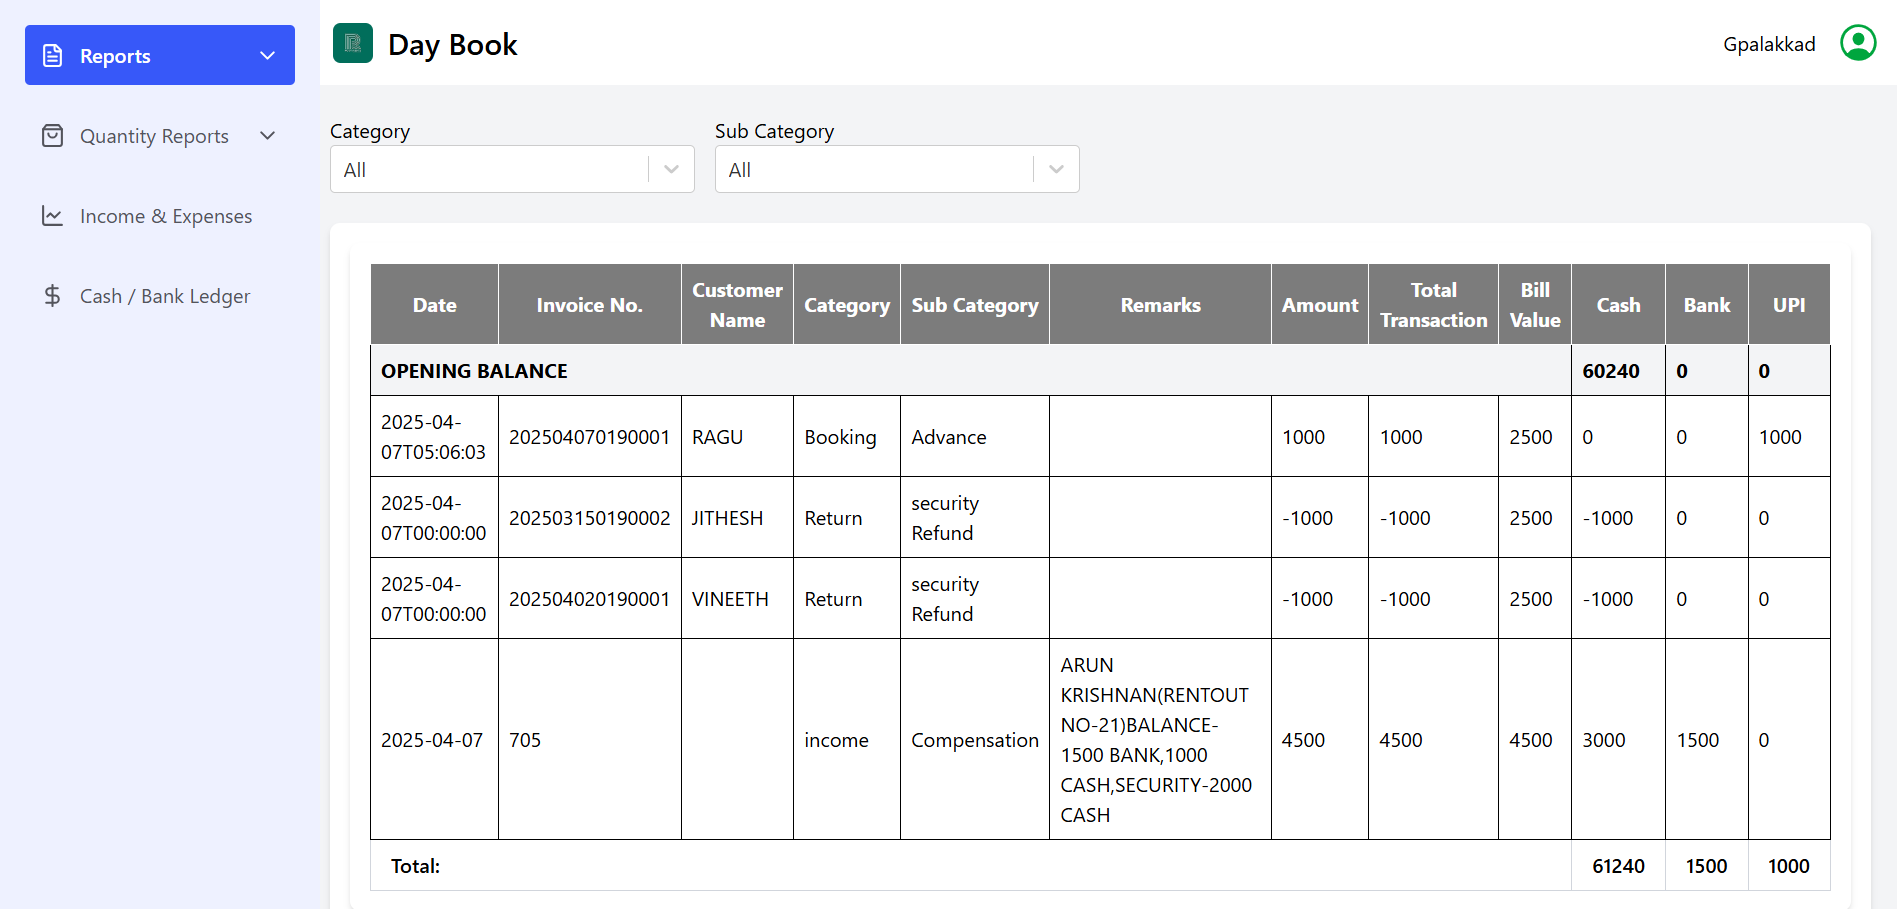 Reports
Quantity Reports
Income & Expenses
Cash / Bank Ledger
R
Day Book
Gpalakkad
Category
Sub Category
All
All
Date
Invoice No.
Customer
Name
Category
Sub Category
Remarks
Amount
Total
Transaction
Bill
Value
Cash
Bank
UPI
OPENING BALANCE 60240 0 0
2025-04-
07T05:06:03
202504070190001 RAGU Booking Advance 1000 1000 2500 0 0 1000
2025-04-
07T00:00:00
202503150190002 JITHESH Return
security
Refund
-1000 -1000 2500 -1000 0 0
2025-04-
07T00:00:00
202504020190001 VINEETH Return
security
Refund
-1000 -1000 2500 -1000 0 0
2025-04-07 705 income Compensation
ARUN
KRISHNAN(RENTOUT
NO-21)BALANCE-
1500 BANK,1000
CASH,SECURITY-2000
CASH
4500 4500 4500 3000 1500 0
Total: 61240 1500 1000